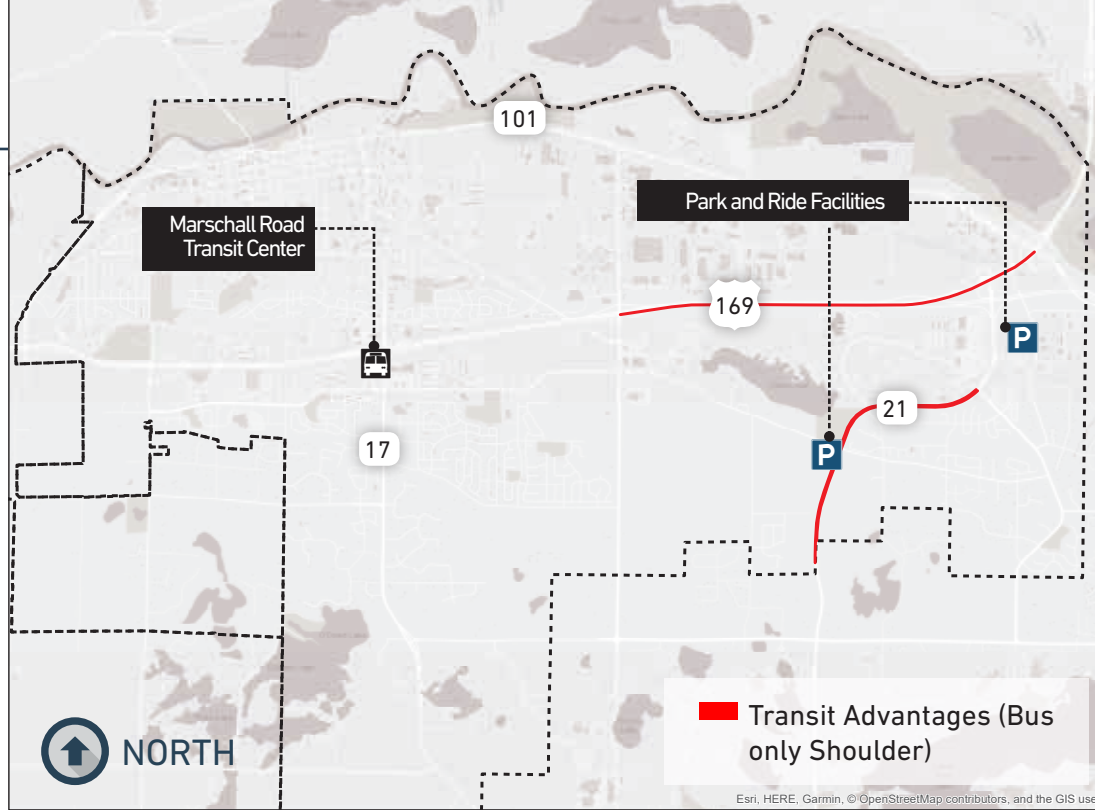 101
Park and Ride Facilities
Marschall Road
Transit Center
169
P
21
17
P
Transit Advantages (Bus
only Shoulder)
NORTH
Esri, HERE, Garmin, © OpenStreetMap contributors, and the GIS use